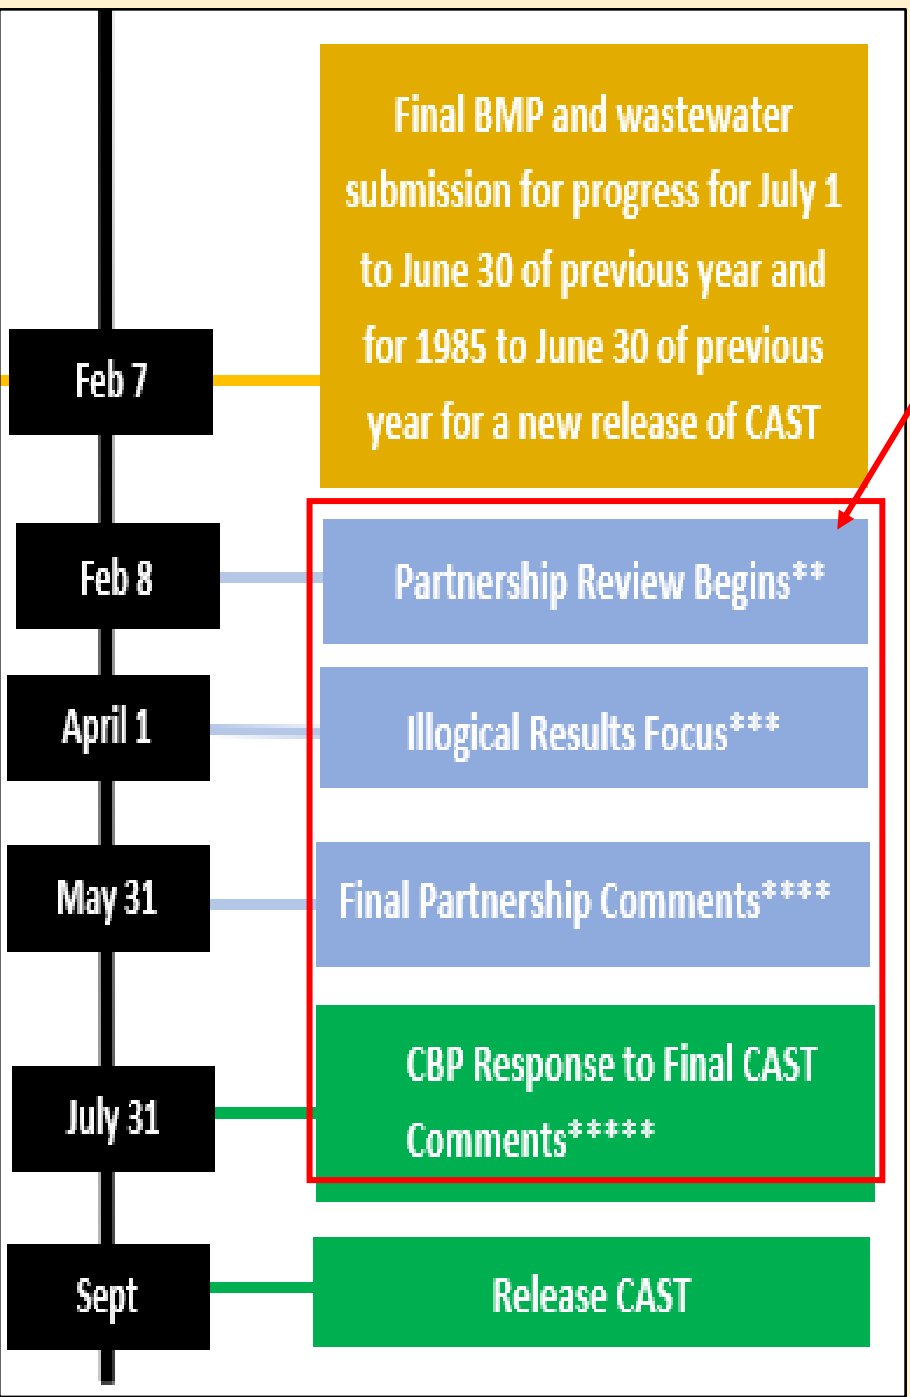 Final BMP and wastewater
submission for progress for July 1
to June 30 of previous year and
for 1985 to June 30 of previous
year for a new release of CAST
Feb 7
Feb 8
Partnership Review Begins**
April 1
Illogical Results Focus***
May 31
Final Partnership Comments****
July 31
CBP Response to Final CAST
Comments*****
Sept
Release CAST